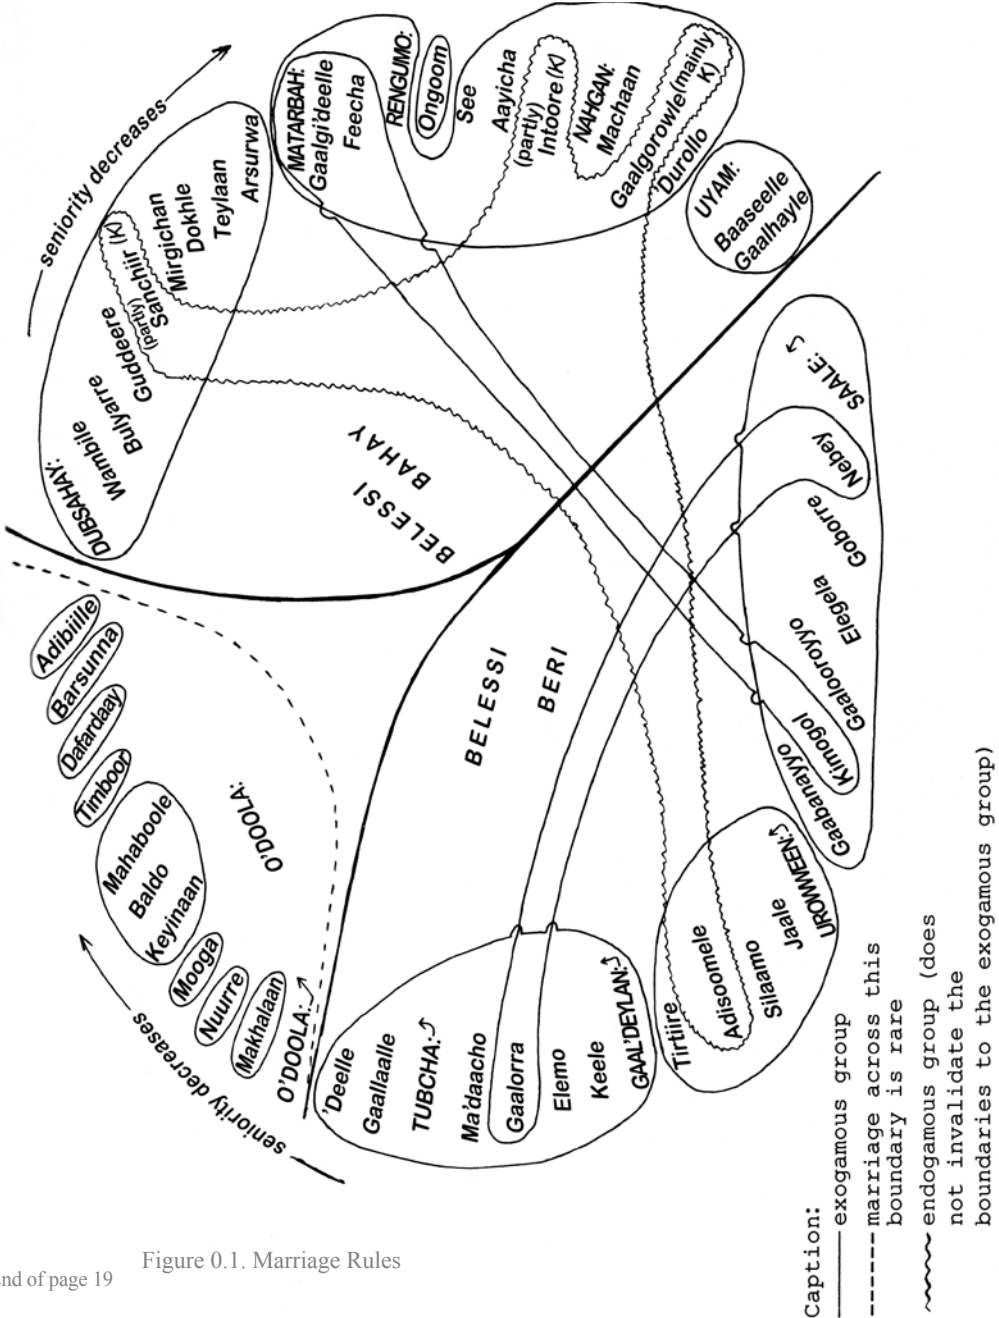 seniority decreases
DUBSAHAY:
Wambile
Bulyarre
Guddeere
(partly)
Sanchiir (K)
Mirgichan
Dokhle
Teylaan
Arsurwa
MATARBAH:
Gaalgi'deelle
Feecha
RENGUMO:
Ongoom
See
Aayicha
(partly)
Intoore (K)
NAHGAN:
Machaan
Gaalgorowle (mainly
K)
Durollo
UYAM:
Baaseelle
Gaalhayle
BELESSI
BAHAY
Adibiille
Barsunna
Dafardaay
Timboor
Mahaboole
Baldo
Keyinaan
Mooga
Nuurre
Makhalaan
O'DOOLA:
O'DOOLA:
seniority decreases
BELESSI
BERI
'Deelle
Gaallaalle
TUBCHA:
Ma'daacho
Gaalorra
Elemo
Keele
GAAL'DEYLAN:
Tirtiire
Adisoomele
Silaamo
Jaale
UROWWEEN:
SAALE:
Nebey
Goborre
Elegela
Gaalorooyyo
Kimogol
Gaabanayyo
Caption:
exogamous group
marriage across this
boundary is rare
endogamous group (does
not invalidate the
boundaries to the exogamous group)
Figure 0.1. Marriage Rules
nd of page 19